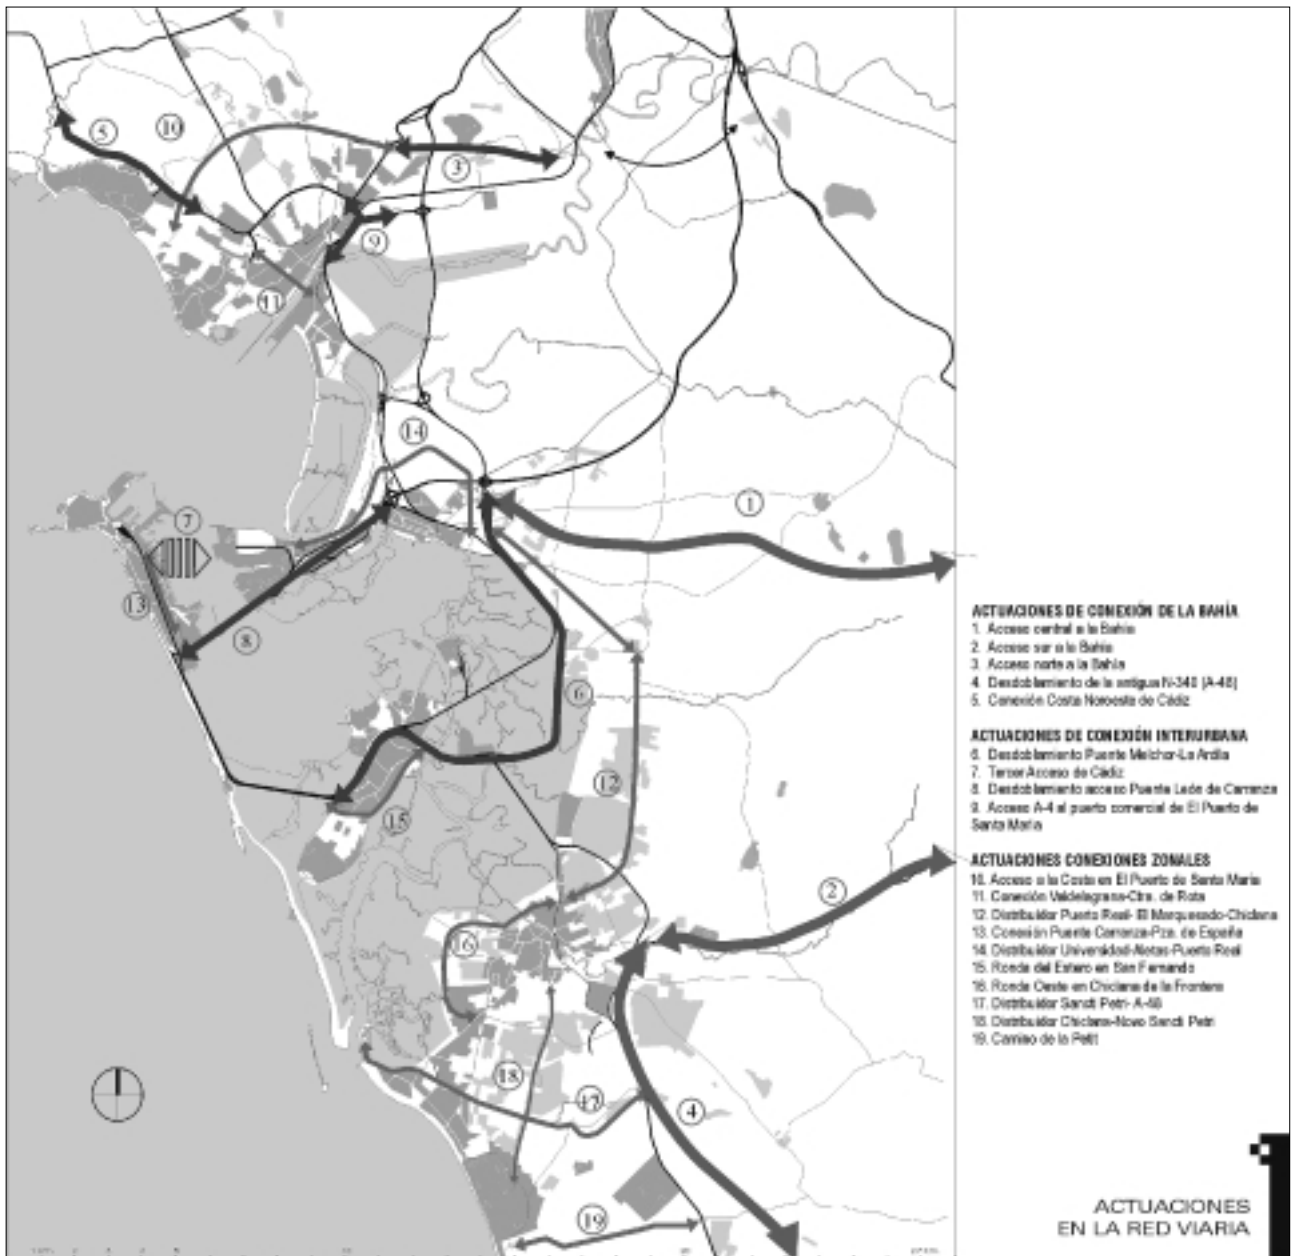 5
10
3
9
11
14
1
7
13
8
6
12
15
2
16
18
17
4
19
ACTUACIONES DE CONEXIÓN DE LA BAHÍA
1. Acceso central a la Bahía
2. Acceso sur a la Bahía
3. Acceso norte a la Bahía
4. Desdoblamiento de la antigua N-340 (A-48)
5. Conexión Costa Noroeste de Cádiz
ACTUACIONES DE CONEXIÓN INTERURBANA
6. Desdoblamiento Puente Melchor-La Ardila
7. Tercer Acceso de Cádiz
8. Desdoblamiento acceso Puente León de Carranza
9. Acceso A-4 al puerto comercial de El Puerto de
Santa María
ACTUACIONES CONEXIONES ZONALES
10. Acceso a la Costa en El Puerto de Santa María
11. Conexión Valdelagrana-Ctra. de Rota
12. Distribuidor Puerto Real- El Marquesado-Chiclana
13. Conexión Puente Carranza-Pza. de España
14. Distribuidor Universidad-Aletas-Puerto Real
15. Ronda del Estero en San Fernando
16. Ronda Oeste en Chiclana de la Frontera
17. Distribuidor Sancti Petri- A-48
18. Distribuidor Chiclana-Novo Sancti Petri
19. Camino de la Petit
ACTUACIONES
EN LA RED VIARIA